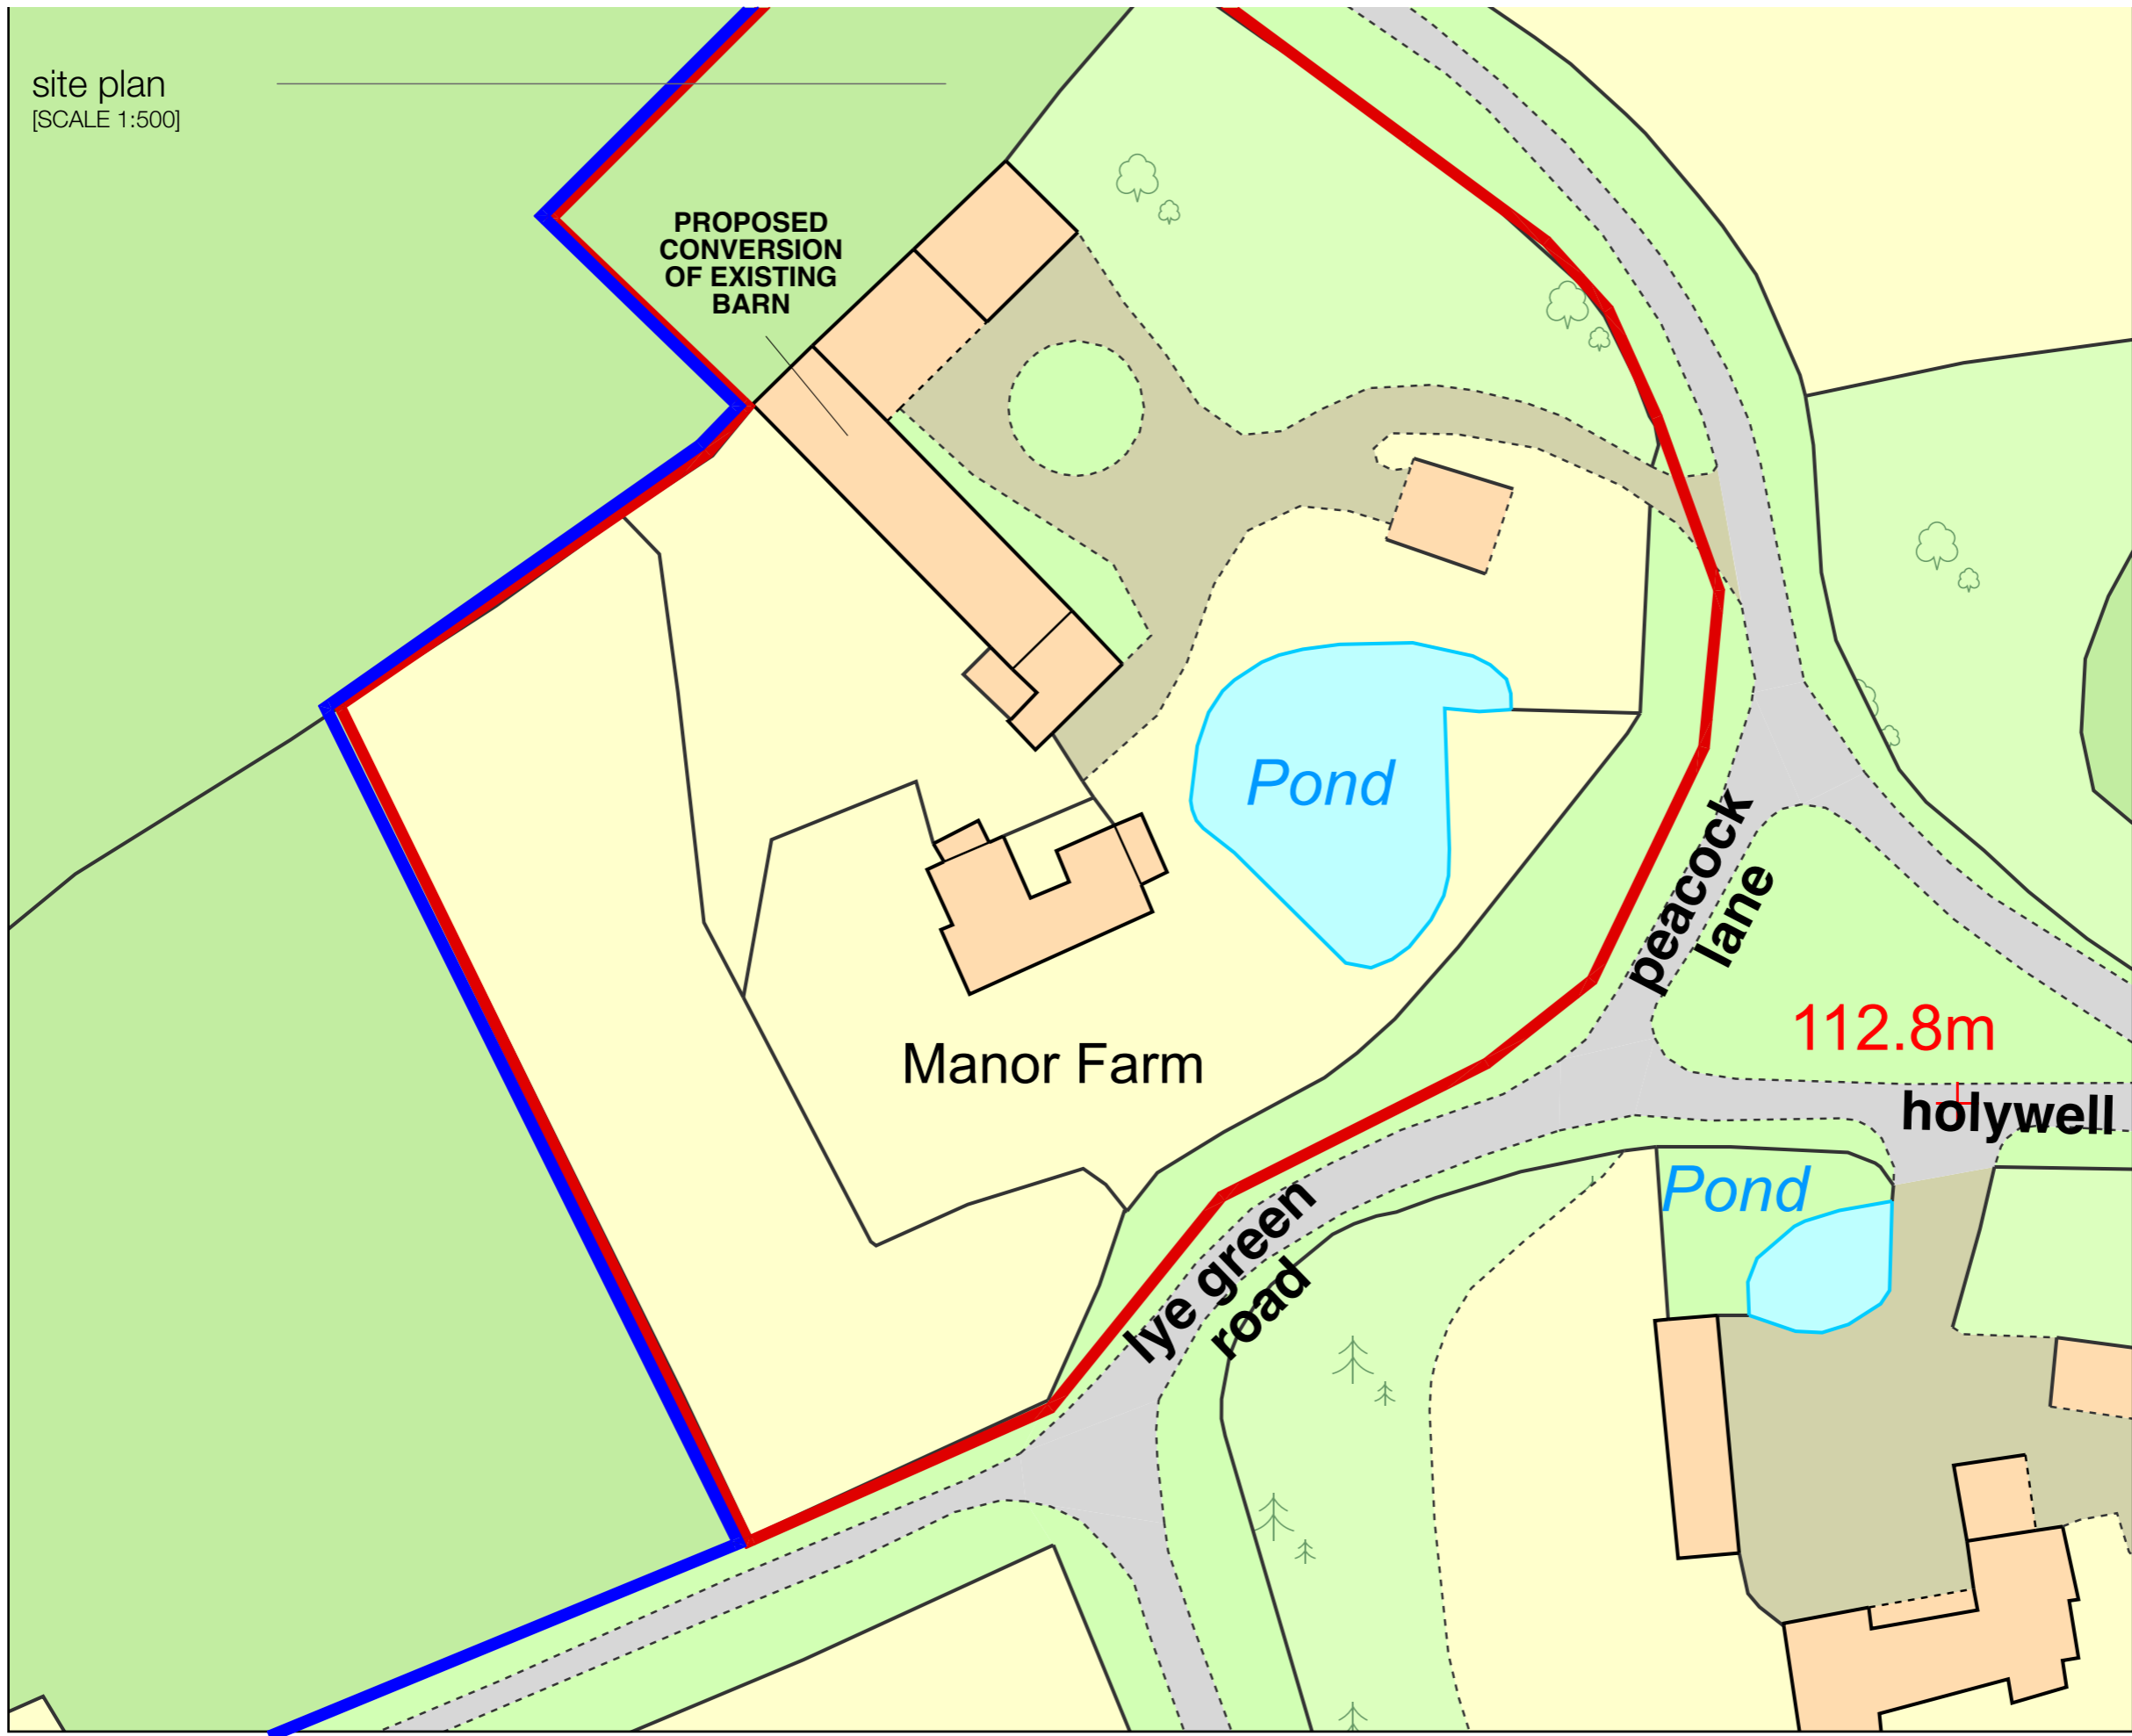 site plan
[SCALE 1:500]
PROPOSED
CONVERSION
OF EXISTING
BARN
Pond
peacock
lane
112.8m
Manor Farm
holywell
Pond
lye green
road